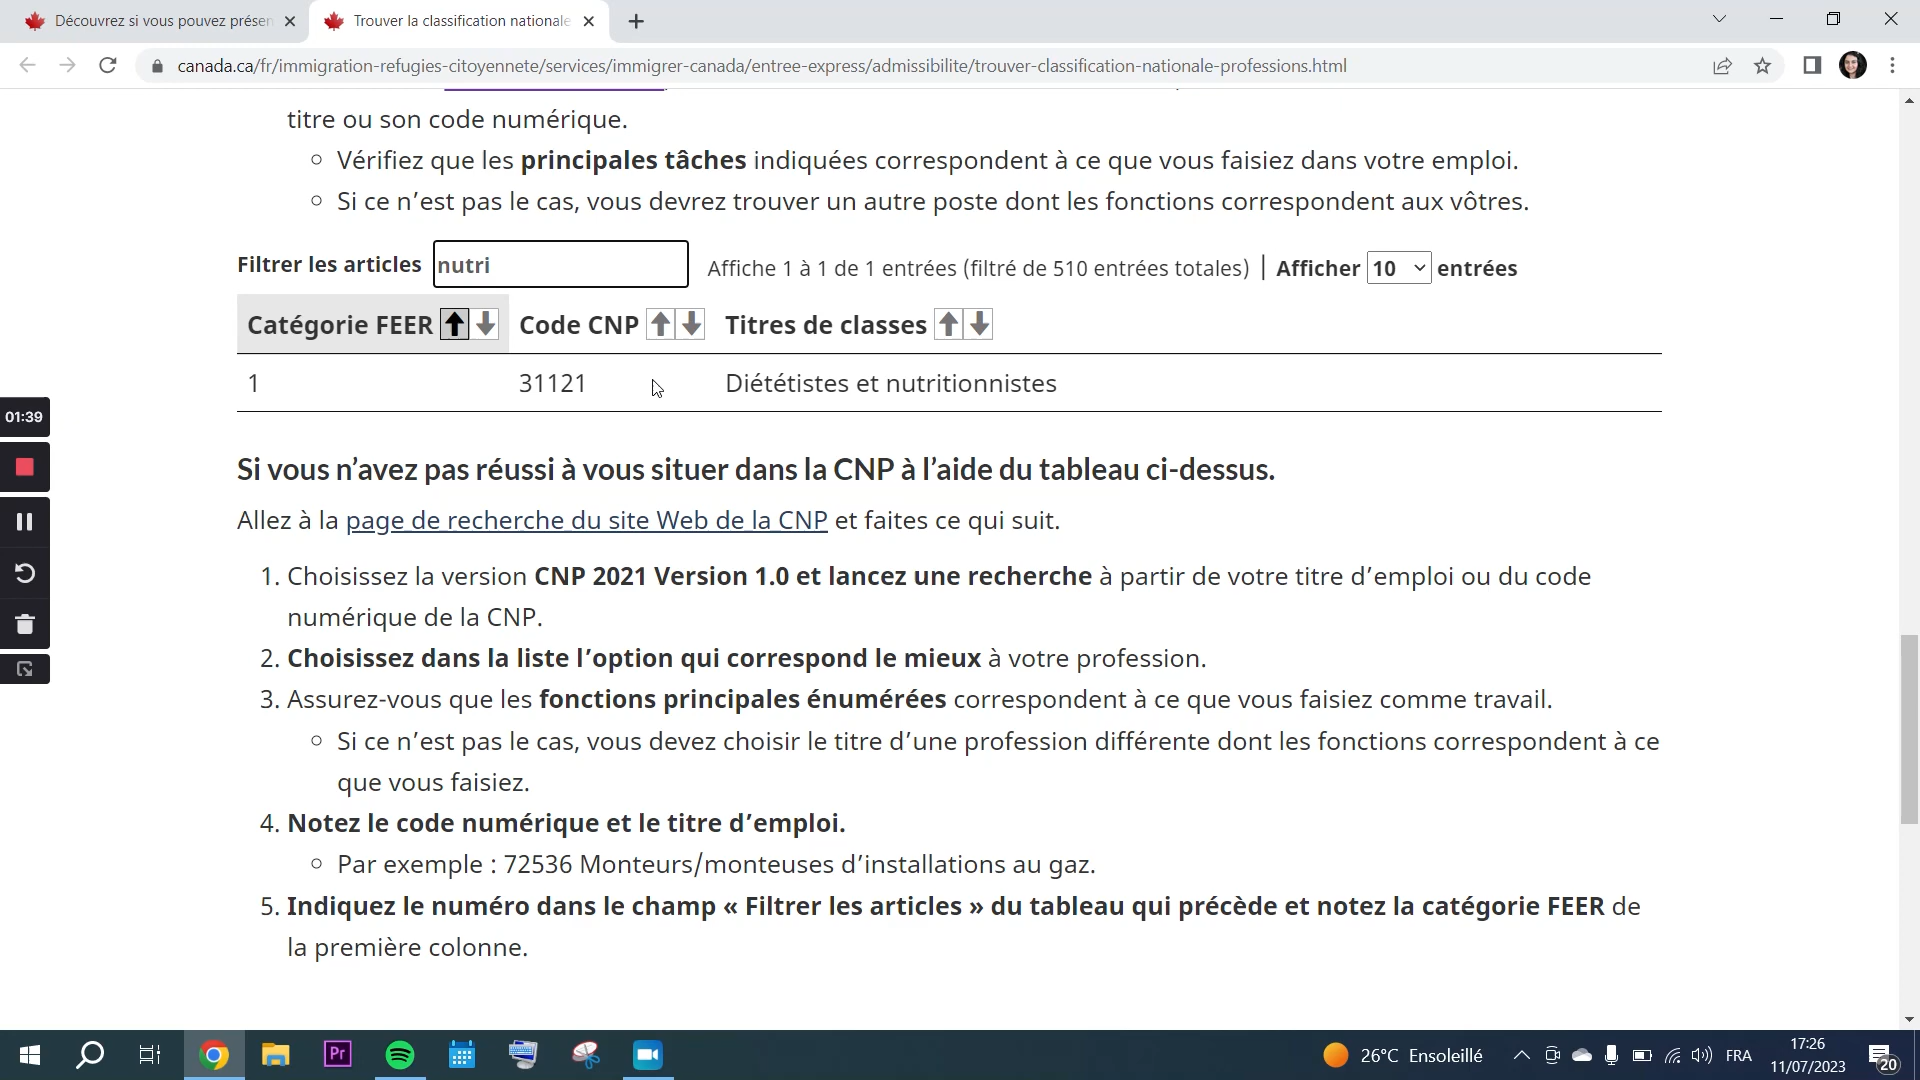 Découvrez si vous pouvez présen
Trouver la classification nationale
canada.ca/fr/immigration-refugies-citoyennete/services/immigrer-canada/entree-express/admissibilite/trouver-classification-nationale-professions.html
titre ou son code numérique.
Vérifiez que les principales tâches indiquées correspondent à ce que vous faisiez dans votre emploi.
Si ce n’est pas le cas, vous devrez trouver un autre poste dont les fonctions correspondent aux vôtres.
Filtrer les articles nutri Affiche 1 à 1 de 1 entrées (filtré de 510 entrées totales) | Afficher 10 entrées
Catégorie FEER Code CNP Titres de classes
1 31121 Diététistes et nutritionnistes
01:39
Si vous n’avez pas réussi à vous situer dans la CNP à l’aide du tableau ci-dessus.
Allez à la page de recherche du site Web de la CNP et faites ce qui suit.
1. Choisissez la version CNP 2021 Version 1.0 et lancez une recherche à partir de votre titre d’emploi ou du code
numérique de la CNP.
2. Choisissez dans la liste l’option qui correspond le mieux à votre profession.
3. Assurez-vous que les fonctions principales énumérées correspondent à ce que vous faisiez comme travail.
Si ce n’est pas le cas, vous devez choisir le titre d’une profession différente dont les fonctions correspondent à ce
que vous faisiez.
4. Notez le code numérique et le titre d’emploi.
Par exemple : 72536 Monteurs/monteuses d’installations au gaz.
5. Indiquez le numéro dans le champ « Filtrer les articles » du tableau qui précède et notez la catégorie FEER de
la première colonne.
Pr
26°C Ensoleillé
FRA
17:26
11/07/2023
20